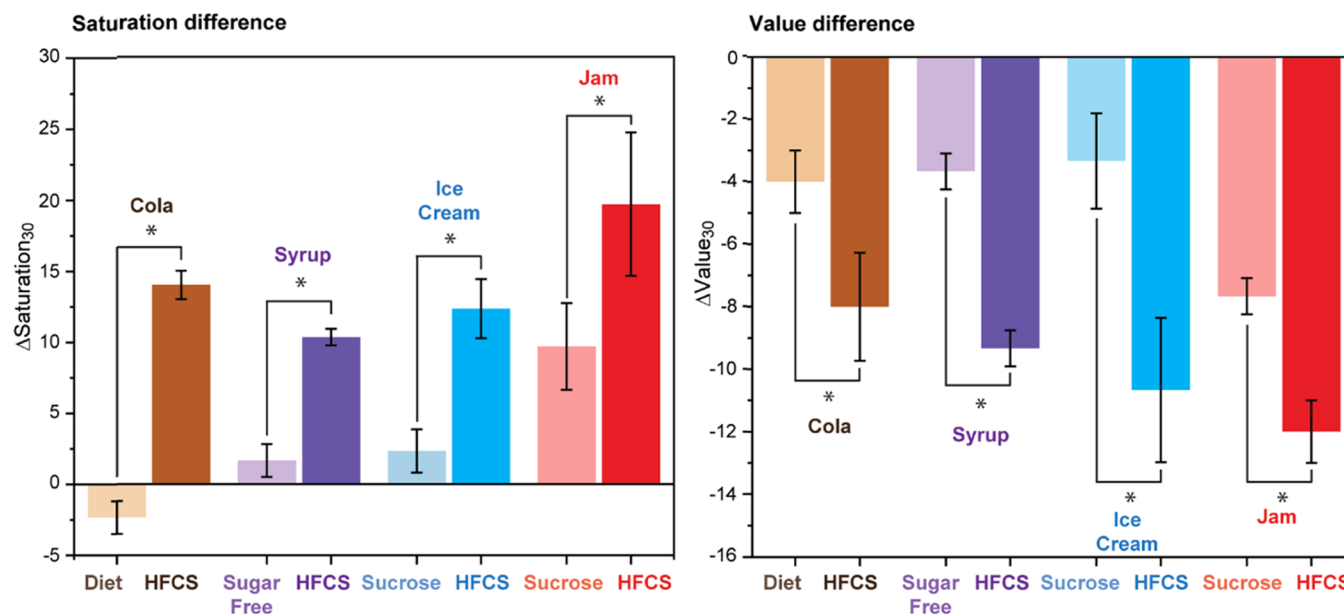 Saturation difference
30
25
20
15
10
5
0
-5
ΔSaturation₃₀
Cola
*
Syrup
*
Ice
Cream
*
Jam
*
Diet
HFCS
Sugar
Free
HFCS
Sucrose
HFCS
Sucrose
HFCS
Value difference
0
-2
-4
-6
-8
-10
-12
-14
-16
ΔValue₃₀
*
Cola
*
Syrup
*
Ice
Cream
*
Jam
Diet
HFCS
Sugar
Free
HFCS
Sucrose
HFCS
Sucrose
HFCS